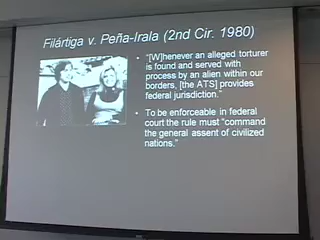 Filártiga v. Peña-Irala (2nd Cir. 1980)
• "[W]henever an alleged torturer
is found and served with
process by an alien within our
borders, [the ATS] provides
federal jurisdiction."
• To be enforceable in federal
court the rule must "command
the general assent of civilized
nations."